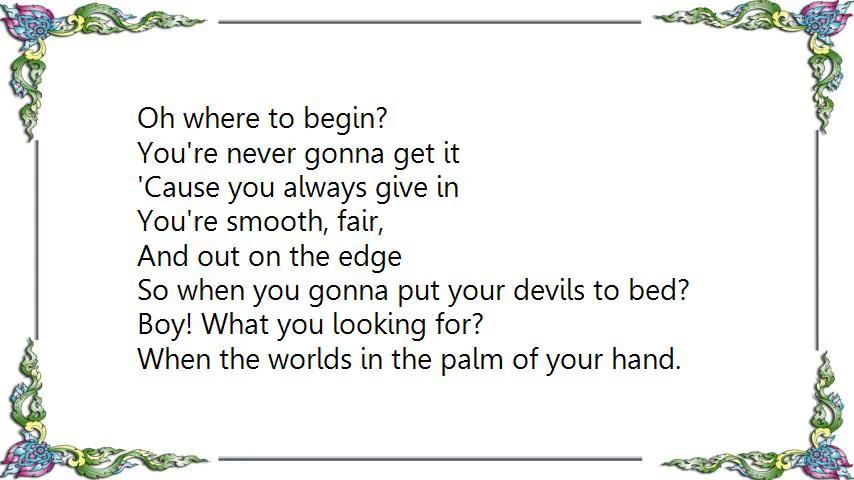 Oh where to begin?
You're never gonna get it
'Cause you always give in
You're smooth, fair,
And out on the edge
So when you gonna put your devils to bed?
Boy! What you looking for?
When the worlds in the palm of your hand.